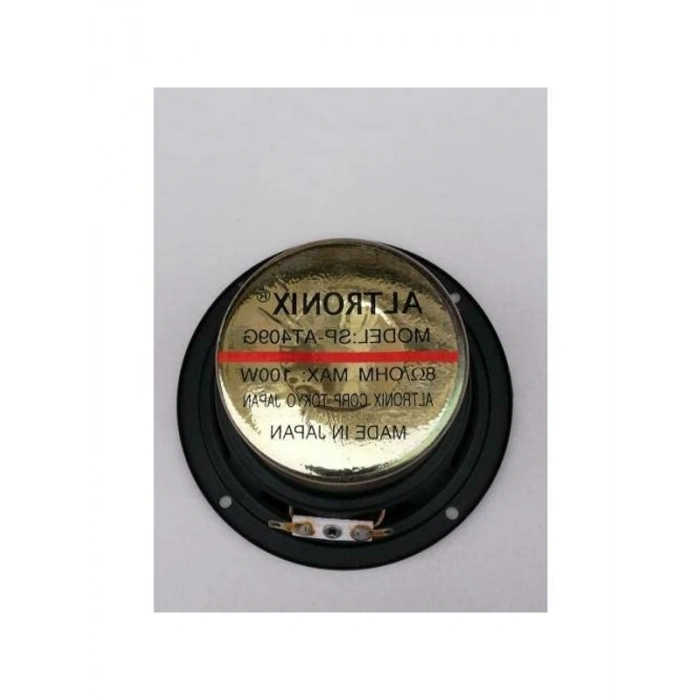 ALTRONIX®
MODEL:SP-AT409G
8Ω/OHM MAX: 100W
ALTRONIX CORP TOKYO JAPAN
MADE IN JAPAN